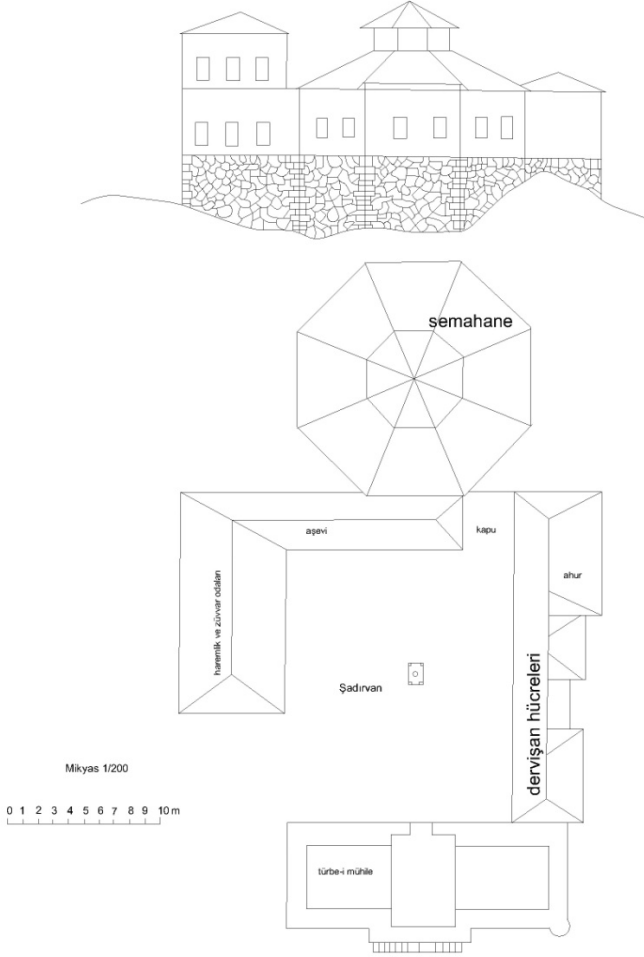 semahane
aşevi
kapu
ahur
haremlik ve züvvar odaları
Şadırvan
dervişan hücreleri
Mikyas 1/200
0 1 2 3 4 5 6 7 8 9 10 m
türbe-i mühile